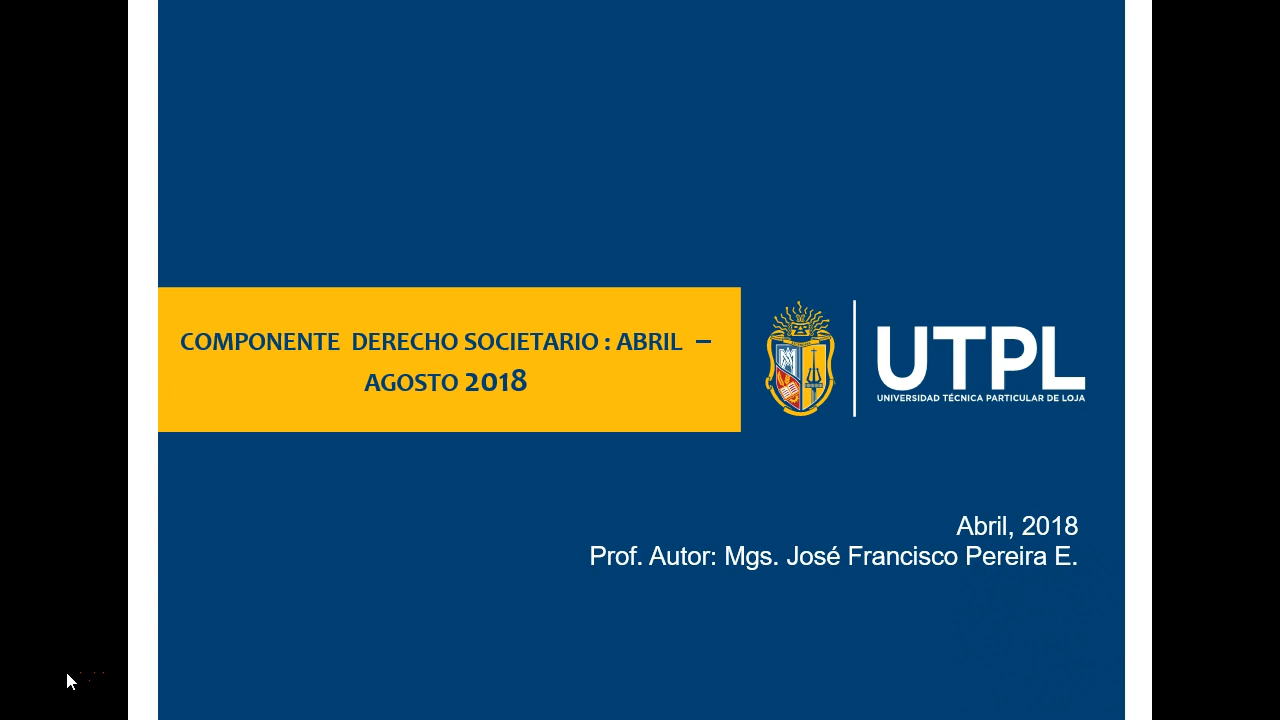 COMPONENTE DERECHO SOCIETARIO : ABRIL –
AGOSTO 2018
UTPL
UNIVERSIDAD TÉCNICA PARTICULAR DE LOJA
Abril, 2018
Prof. Autor: Mgs. José Francisco Pereira E.